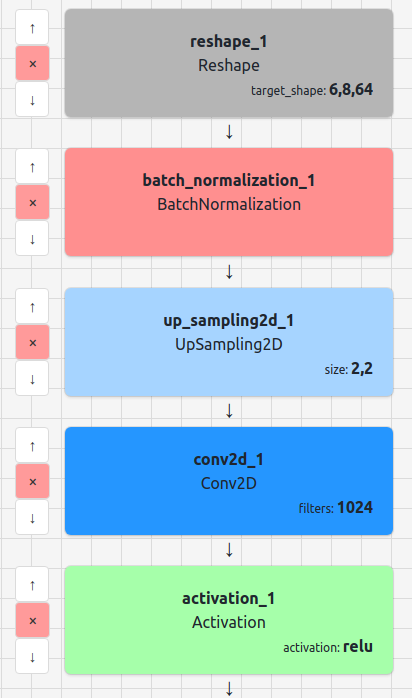 ↑
reshape_1
× Reshape
↓ target_shape: 6,8,64
↓
↑
batch_normalization_1
× BatchNormalization
↓
↓
↑
up_sampling2d_1
× UpSampling2D
↓ size: 2,2
↓
↑
conv2d_1
× Conv2D
↓ filters: 1024
↓
↑
activation_1
× Activation
↓ activation: relu
↓